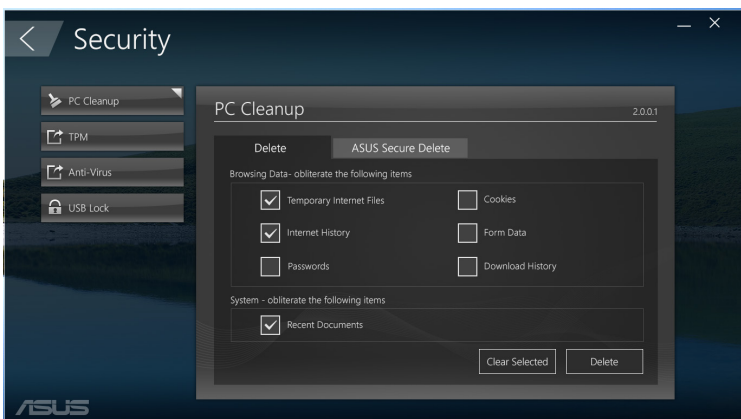 Security
PC Cleanup
TPM
Anti-Virus
USB Lock
PC Cleanup 2.0.0.1
Delete ASUS Secure Delete
Browsing Data- obliterate the following items
Temporary Internet Files Cookies
Internet History Form Data
Passwords Download History
System - obliterate the following items
Recent Documents
Clear Selected Delete
ASUS